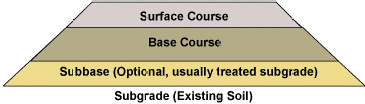 Surface Course
Base Course
Subbase (Optional, usually treated subgrade)
Subgrade (Existing Soil)